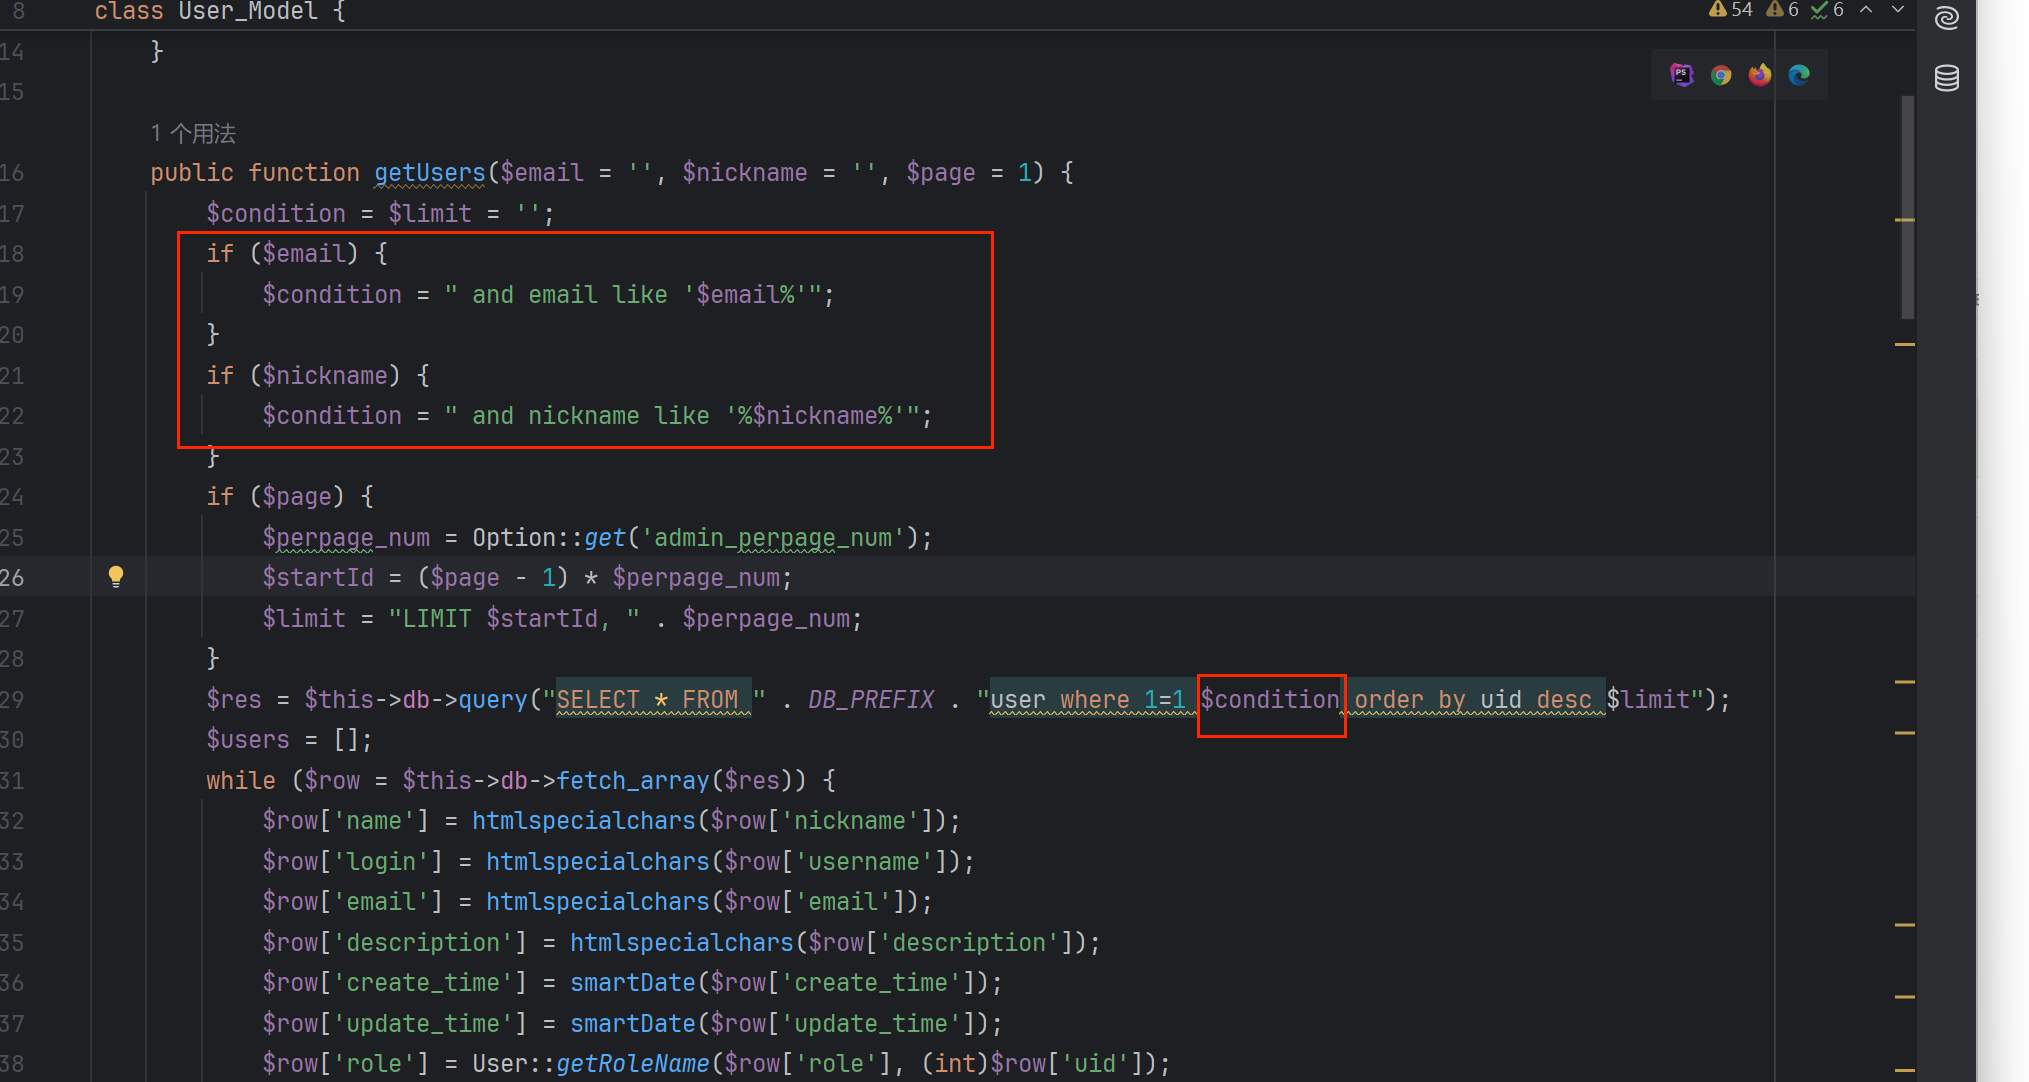 8 class User_Model {
54 6 6
14 }
15
PS
1 个用法
16 public function getUsers($email = '', $nickname = '', $page = 1) {
17 $condition = $limit = '';
18 if ($email) {
19 $condition = " and email like '$email%'";
20 }
21 if ($nickname) {
22 $condition = " and nickname like '%$nickname%'";
23 }
24 if ($page) {
25 $perpage_num = Option::get('admin_perpage_num');
26 $startId = ($page - 1) * $perpage_num;
27 $limit = "LIMIT $startId, " . $perpage_num;
28 }
29 $res = $this->db->query("SELECT * FROM " . DB_PREFIX . "user where 1=1 $condition order by uid desc $limit");
30 $users = [];
31 while ($row = $this->db->fetch_array($res)) {
32 $row['name'] = htmlspecialchars($row['nickname']);
33 $row['login'] = htmlspecialchars($row['username']);
34 $row['email'] = htmlspecialchars($row['email']);
35 $row['description'] = htmlspecialchars($row['description']);
36 $row['create_time'] = smartDate($row['create_time']);
37 $row['update_time'] = smartDate($row['update_time']);
38 $row['role'] = User::getRoleName($row['role'], (int)$row['uid']);